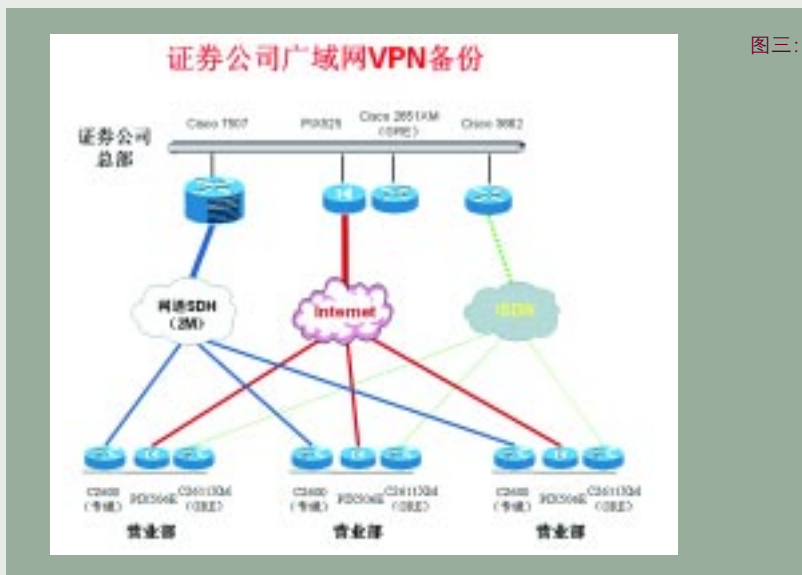 证券公司广域网VPN备份
图三:
Cisco 7507
PIX525
Cisco 2651XM
(GRE)
Cisco 3662
证券公司
总部
网通SDH
(2M)
Internet
ISDN
C2600
(专线)
PIX506E
C2611XM
(GRE)
营业部
C2600
(专线)
PIX506E
C2611XM
(GRE)
营业部
C2600
(专线)
PIX506E
C2611XM
(GRE)
营业部